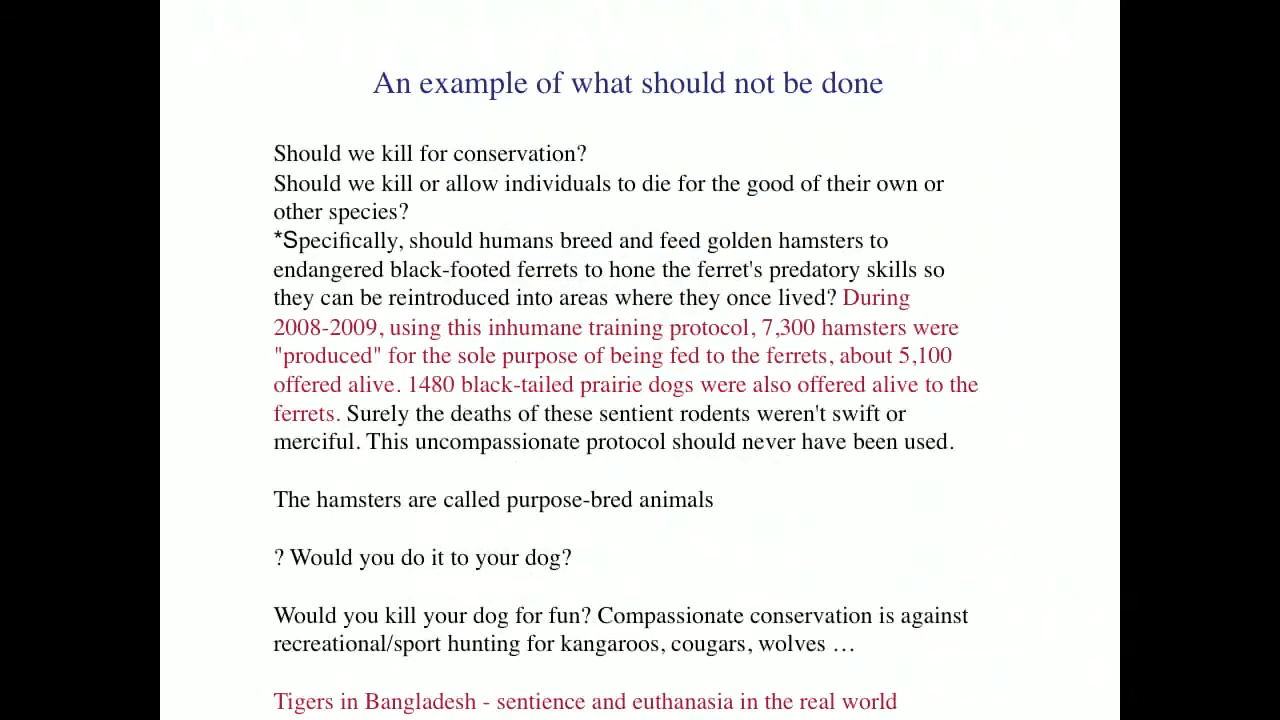 An example of what should not be done
Should we kill for conservation?
Should we kill or allow individuals to die for the good of their own or
other species?
*Specifically, should humans breed and feed golden hamsters to
endangered black-footed ferrets to hone the ferret's predatory skills so
they can be reintroduced into areas where they once lived? During
2008-2009, using this inhumane training protocol, 7,300 hamsters were
"produced" for the sole purpose of being fed to the ferrets, about 5,100
offered alive. 1480 black-tailed prairie dogs were also offered alive to the
ferrets. Surely the deaths of these sentient rodents weren't swift or
merciful. This uncompassionate protocol should never have been used.
The hamsters are called purpose-bred animals
? Would you do it to your dog?
Would you kill your dog for fun? Compassionate conservation is against
recreational/sport hunting for kangaroos, cougars, wolves …
Tigers in Bangladesh - sentience and euthanasia in the real world